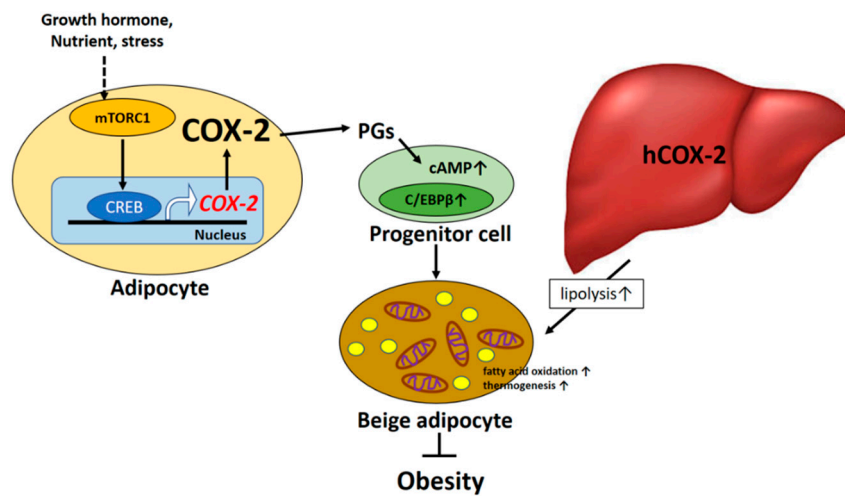 Growth hormone,
Nutrient, stress
mTORC1
COX-2
CREB
COX-2
Nucleus
Adipocyte
PGs
cAMP↑
C/EBPβ↑
Progenitor cell
hCOX-2
lipolysis↑
fatty acid oxidation ↑
thermogenesis ↑
Beige adipocyte
Obesity